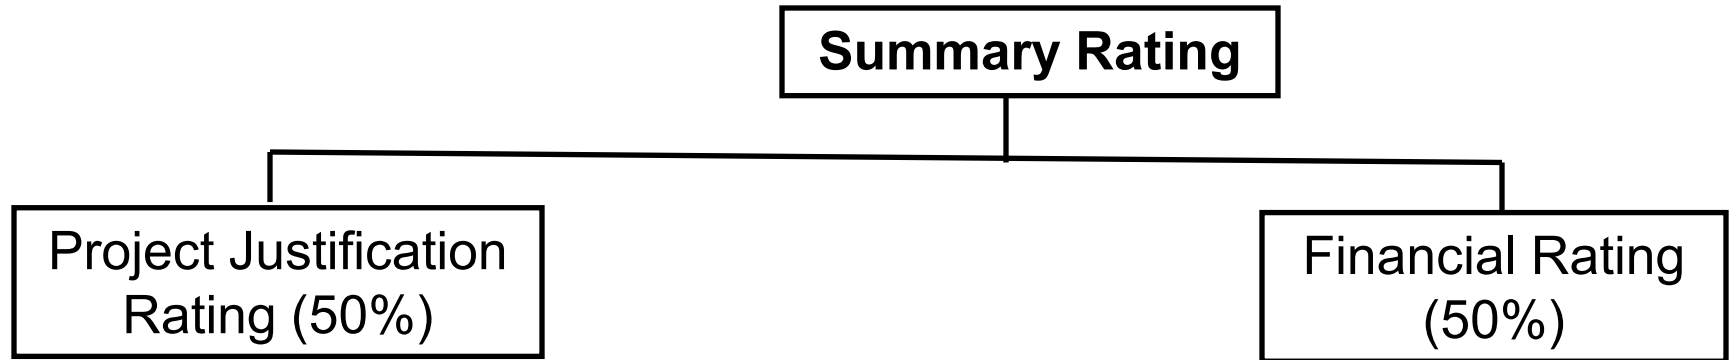 Summary Rating
Project Justification
Rating (50%)
Financial Rating
(50%)